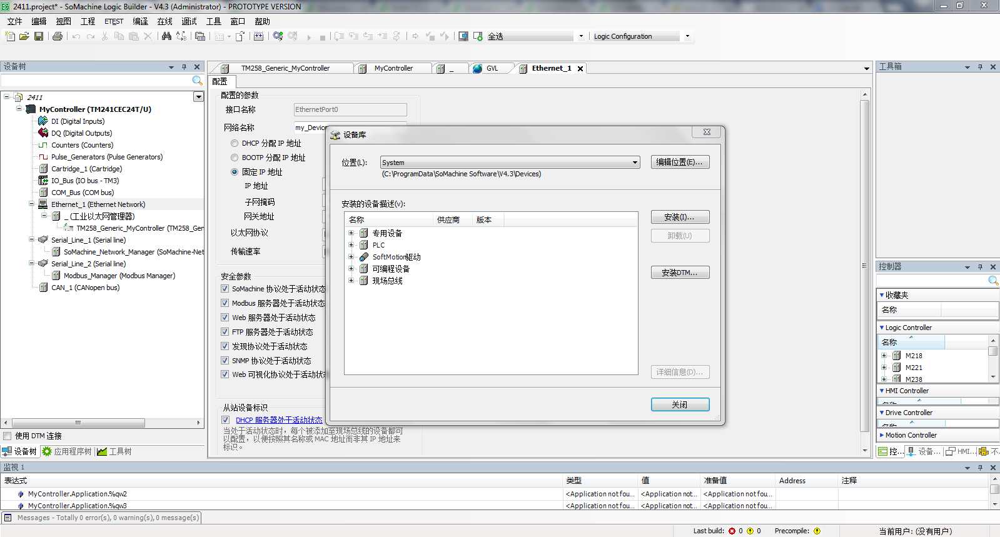 2411.project* - SoMachine Logic Builder - V4.3 (Administrator) - PROTOTYPE VERSION
文件 编辑 视图 工程 ETEST 编译 在线 调试 工具 窗口 帮助
全选 Logic Configuration
设备树
2411
MyController (TM241CEC24T/U)
DI (Digital Inputs)
DQ (Digital Outputs)
Counters (Counters)
Pulse_Generators (Pulse Generators)
Cartridge_1 (Cartridge)
IO_Bus (IO bus - TM3)
COM_Bus (COM bus)
Ethernet_1 (Ethernet Network)
_ (工业以太网管理器)
TM258_Generic_MyController (TM258_Ger
Serial_Line_1 (Serial line)
SoMachine_Network_Manager (SoMachine-Net
Serial_Line_2 (Serial line)
Modbus_Manager (Modbus Manager)
CAN_1 (CANopen bus)
使用 DTM 连接
设备树 应用程序树 工具树
TM258_Generic_MyController MyController _ GVL Ethernet_1
配置
配置的参数
接口名称 EthernetPort0
网络名称 my_Device
DHCP 分配 IP 地址
BOOTP 分配 IP 地址
固定 IP 地址
IP 地址
子网掩码
网关地址
以太网协议
传输速率
安全参数
SoMachine 协议处于活动状态
Modbus 服务器处于活动状态
Web 服务器处于活动状态
FTP 服务器处于活动状态
发现协议处于活动状态
SNMP 协议处于活动状态
Web 可视化协议处于活动状态
从站设备标识
DHCP 服务器处于活动状态
当处于活动状态时，每个被添加至现场总线的设备都可
以配置，以便按照其名称或 MAC 地址而非其 IP 地址来
标识。
设备库
位置(L): System 编辑位置(E)...
(C:\ProgramData\SoMachine Software\V4.3\Devices)
安装的设备描述(v):
名称 供应商 版本
专用设备
PLC
SoftMotion驱动
可编程设备
现场总线
安装(I)...
卸载(U)
安装DTM...
详细信息(D)...
关闭
工具箱
控制器
收藏夹
名称
Logic Controller
名称
M218
M221
M238
HMI Controller
Drive Controller
Motion Controller
控... 设备... HMI... 不.
监视 1
表达式 类型 值 准备值 Address 注释
MyController.Application.%qw2 <Application not fou... <Application not... <Application not fou...
MyController.Application.%qw3 <Application not fou... <Application not... <Application not fou...
Messages - Totally 0 error(s), 0 warning(s), 0 message(s)
Last build: 0 0 Precompile: 当前用户: (没有用户)